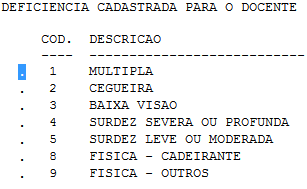 DEFICIENCIA CADASTRADA PARA O DOCENTE
COD. DESCRICAO
---- ---------------------------
. 1 MULTIPLA
. 2 CEGUEIRA
. 3 BAIXA VISAO
. 4 SURDEZ SEVERA OU PROFUNDA
. 5 SURDEZ LEVE OU MODERADA
. 8 FISICA - CADEIRANTE
. 9 FISICA - OUTROS